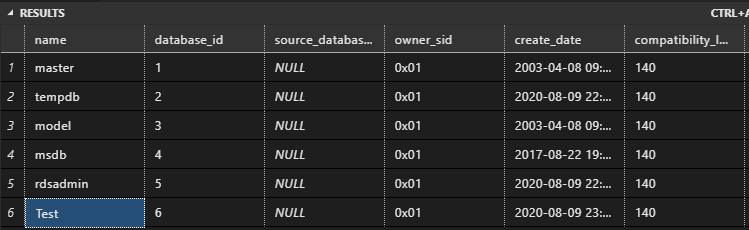 RESULTS CTRL+A
name database_id source_databas... owner_sid create_date compatibility_l...
1 master 1 NULL 0x01 2003-04-08 09:... 140
2 tempdb 2 NULL 0x01 2020-08-09 22:... 140
3 model 3 NULL 0x01 2003-04-08 09:... 140
4 msdb 4 NULL 0x01 2017-08-22 19:... 140
5 rdsadmin 5 NULL 0x01 2020-08-09 22:... 140
6 Test 6 NULL 0x01 2020-08-09 23:... 140